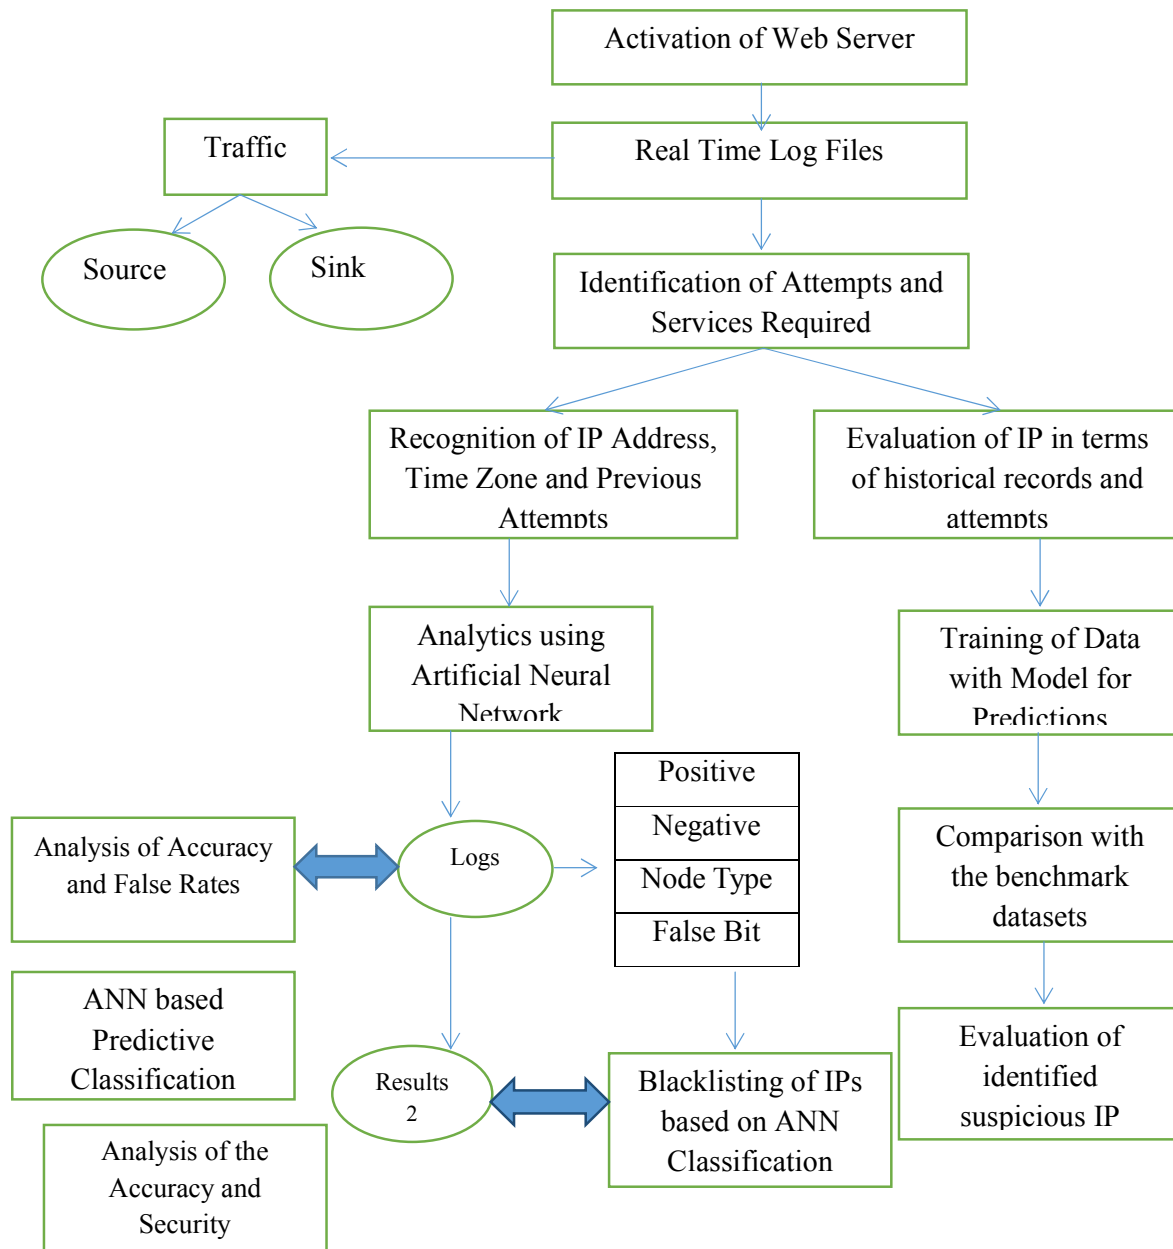 Activation of Web Server
Traffic
Real Time Log Files
Source
Sink
Identification of Attempts and
Services Required
Recognition of IP Address,
Time Zone and Previous
Attempts
Evaluation of IP in terms
of historical records and
attempts
Analytics using
Artificial Neural
Network
Training of Data
with Model for
Predictions
Positive
Negative
Node Type
False Bit
Analysis of Accuracy
and False Rates
Logs
Comparison with
the benchmark
datasets
ANN based
Predictive
Classification
Results
2
Blacklisting of IPs
based on ANN
Classification
Evaluation of
identified
suspicious IP
Analysis of the
Accuracy and
Security